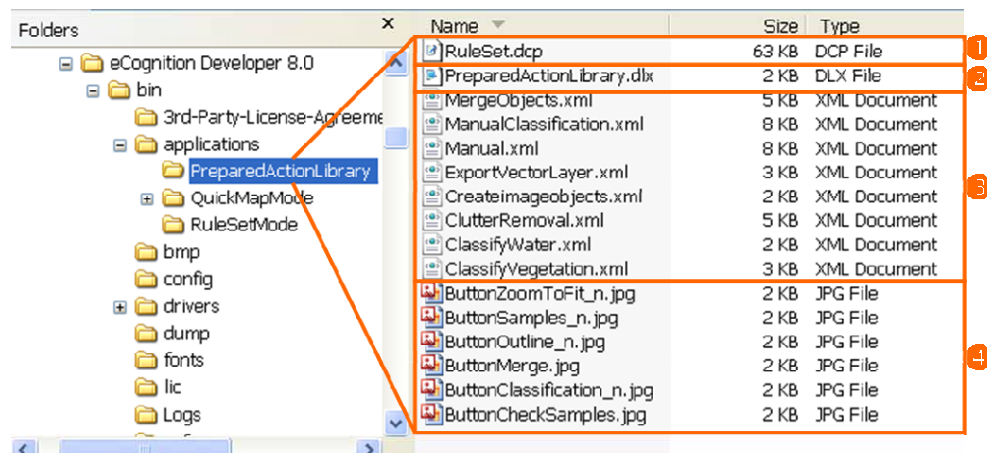 Folders
eCognition Developer 8.0
bin
3rd-Party-License-Agreeme
applications
PreparedActionLibrary
QuickMapMode
RuleSetMode
bmp
config
drivers
dump
fonts
lic
Logs
Name Size Type
RuleSet.dcp 63 KB DCP File 1
PreparedActionLibrary.dlx 2 KB DLX File 2
MergeObjects.xml 5 KB XML Document
ManualClassification.xml 8 KB XML Document
Manual.xml 8 KB XML Document
ExportVectorLayer.xml 3 KB XML Document
Createimageobjects.xml 2 KB XML Document 3
ClutterRemoval.xml 5 KB XML Document
ClassifyWater.xml 2 KB XML Document
ClassifyVegetation.xml 3 KB XML Document
ButtonZoomToFit_n.jpg 2 KB JPG File
ButtonSamples_n.jpg 2 KB JPG File
ButtonOutline_n.jpg 2 KB JPG File
ButtonMerge.jpg 2 KB JPG File 4
ButtonClassification_n.jpg 2 KB JPG File
ButtonCheckSamples.jpg 2 KB JPG File